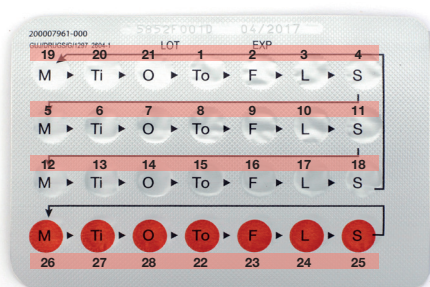 200007961-000
04/2017
LOT EXP
19 20 21 1 2 3 4
M Ti O To F L S
5 6 7 8 9 10 11
M Ti O To F L S
12 13 14 15 16 17 18
M Ti O To F L S
M Ti O To F L S
26 27 28 22 23 24 25